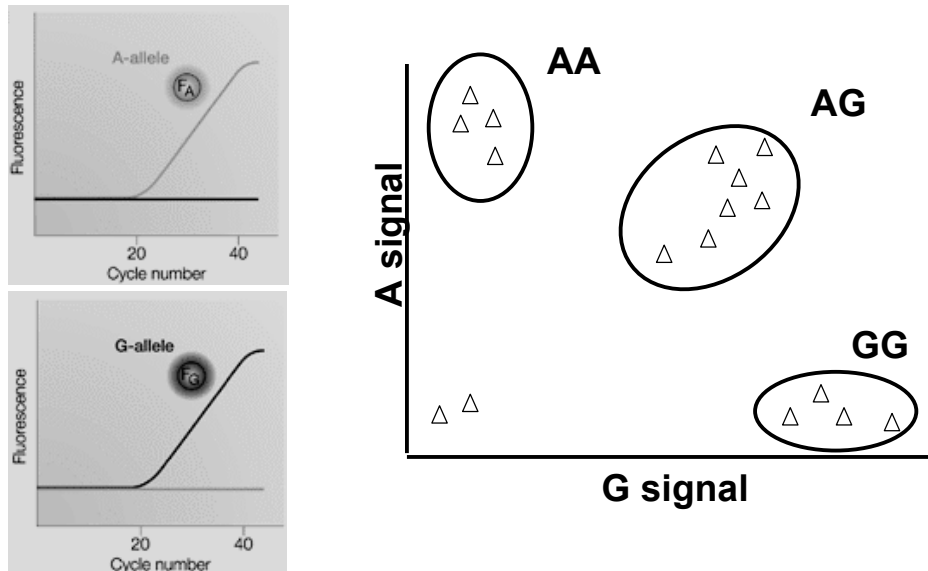 A-allele
FA
Fluorescence
20
40
Cycle number
G-allele
FG
Fluorescence
20
40
Cycle number
AA
AG
A signal
GG
G signal